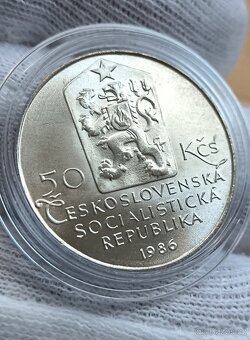 50 Kčs
ČESKOSLOVENSKÁ
SOCIALISTICKÁ
REPUBLIKA
1986